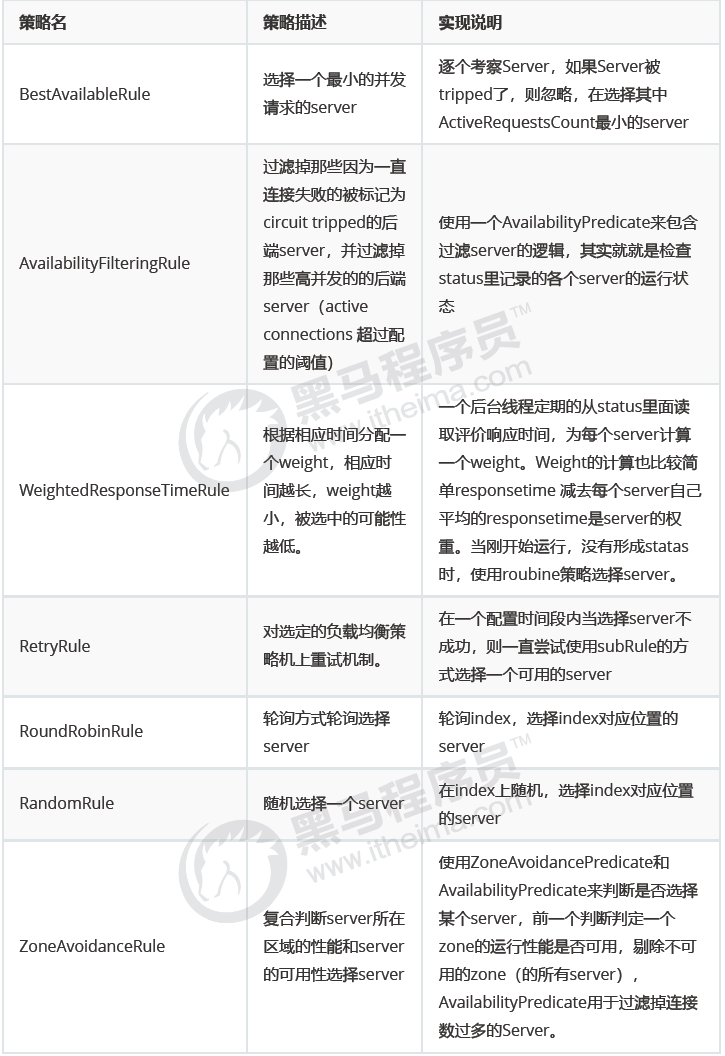 策略名
策略描述
实现说明
BestAvailableRule
选择一个最小的并发
请求的server
逐个考察Server，如果Server被
tripped了，则忽略，在选择其中
ActiveRequestsCount最小的server
AvailabilityFilteringRule
过滤掉那些因为一直
连接失败的被标记为
circuit tripped的后
端server，并过滤掉
那些高并发的的后端
server（active
connections 超过配
置的阈值）
使用一个AvailabilityPredicate来包含
过滤server的逻辑，其实就就是检查
status里记录的各个server的运行状
态
WeightedResponseTimeRule
根据相应时间分配一
个weight，相应时
间越长，weight越
小，被选中的可能性
越低。
一个后台线程定期的从status里面读
取评价响应时间，为每个server计算
一个weight。Weight的计算也比较简
单responsetime 减去每个server自己
平均的responsetime是server的权
重。当刚开始运行，没有形成statas
时，使用roubine策略选择server。
RetryRule
对选定的负载均衡策
略机上重试机制。
在一个配置时间段内当选择server不
成功，则一直尝试使用subRule的方
式选择一个可用的server
RoundRobinRule
轮询方式轮询选择
server
轮询index，选择index对应位置的
server
RandomRule
随机选择一个server
在index上随机，选择index对应位置
的server
ZoneAvoidanceRule
复合判断server所在
区域的性能和server
的可用性选择server
使用ZoneAvoidancePredicate和
AvailabilityPredicate来判断是否选择
某个server，前一个判断判定一个
zone的运行性能是否可用，剔除不可
用的zone（的所有server），
AvailabilityPredicate用于过滤掉连接
数过多的Server。
黑马程序员™
www.itheima.com
黑马程序员™
www.itheima.com